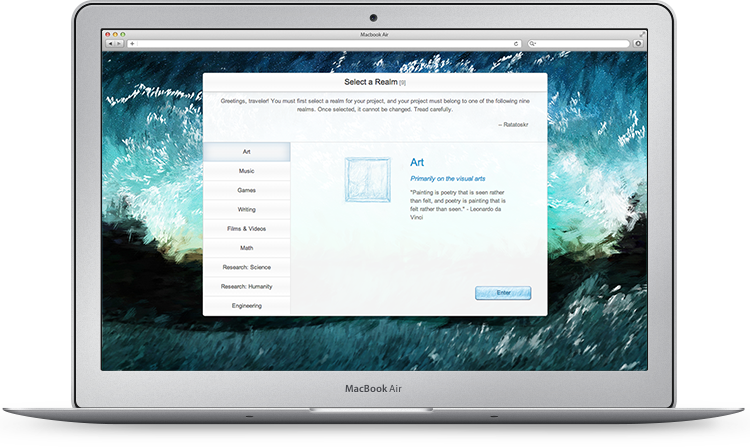 Macbook Air
Select a Realm [9]
Greetings, traveler! You must first select a realm for your project, and your project must belong to one of the following nine
realms. Once selected, it cannot be changed. Tread carefully.
– Ratatoskr
Art
Music
Games
Writing
Films & Videos
Math
Research: Science
Research: Humanity
Engineering
Art
Primarily on the visual arts
"Painting is poetry that is seen rather
than felt, and poetry is painting that is
felt rather than seen." - Leonardo da
Vinci
Enter
MacBook Air